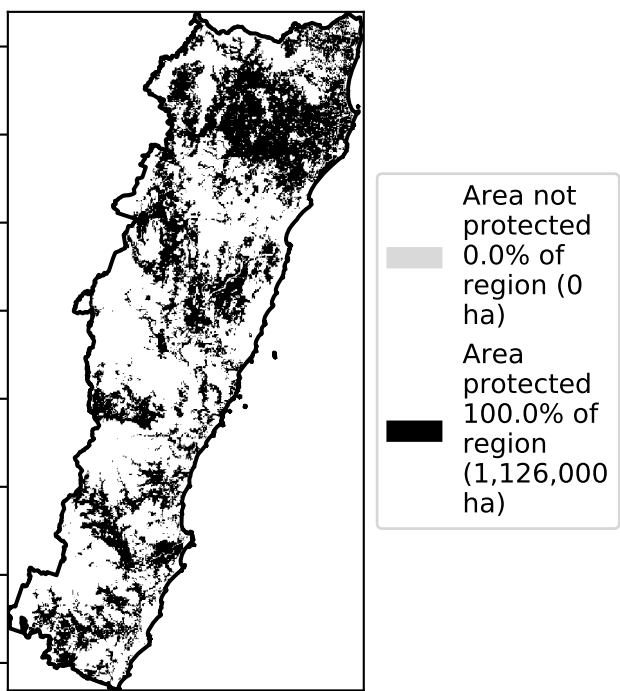 Area not
protected
0.0% of
region (0
ha)
Area
protected
100.0% of
region
(1,126,000
ha)